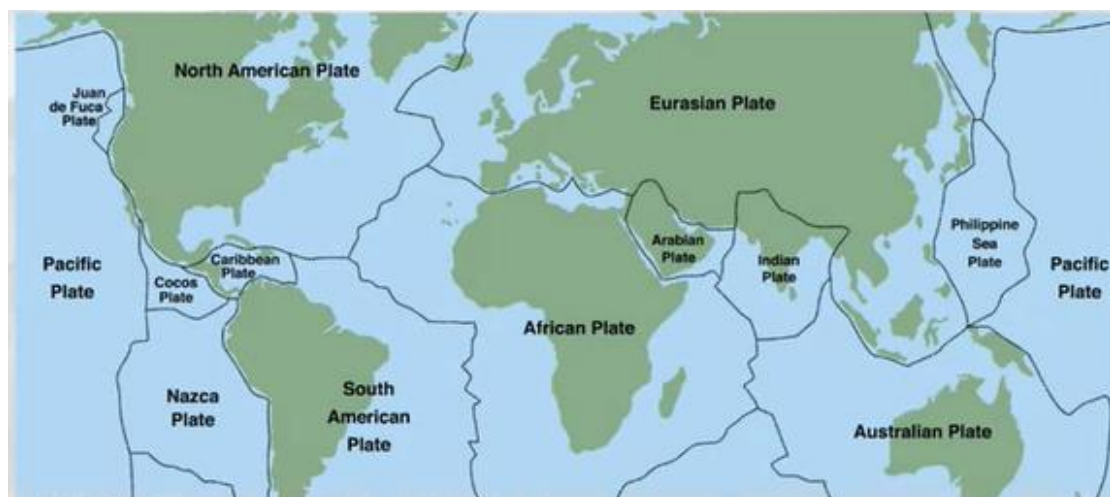 North American Plate
Juan
de Fuca
Plate
Eurasian Plate
Pacific
Plate
Caribbean
Plate
Cocos
Plate
Arabian
Plate
Indian
Plate
Philippine
Sea
Plate
Pacific
Plate
African Plate
Nazca
Plate
South
American
Plate
Australian Plate